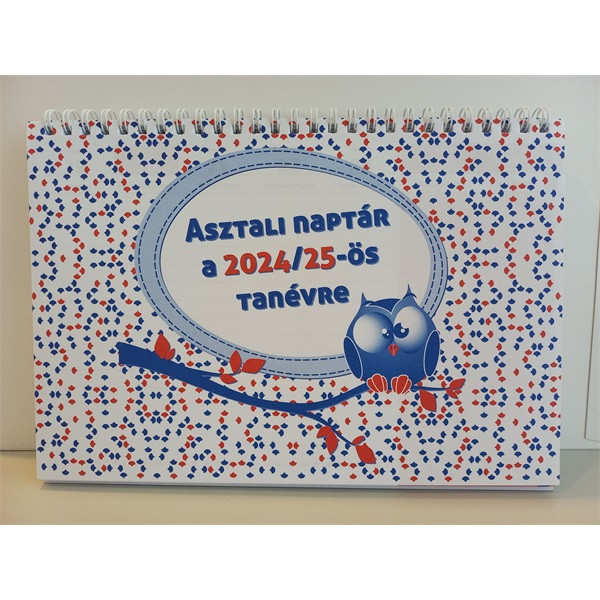 Asztali naptár
a 2024/25-ös
tanévre